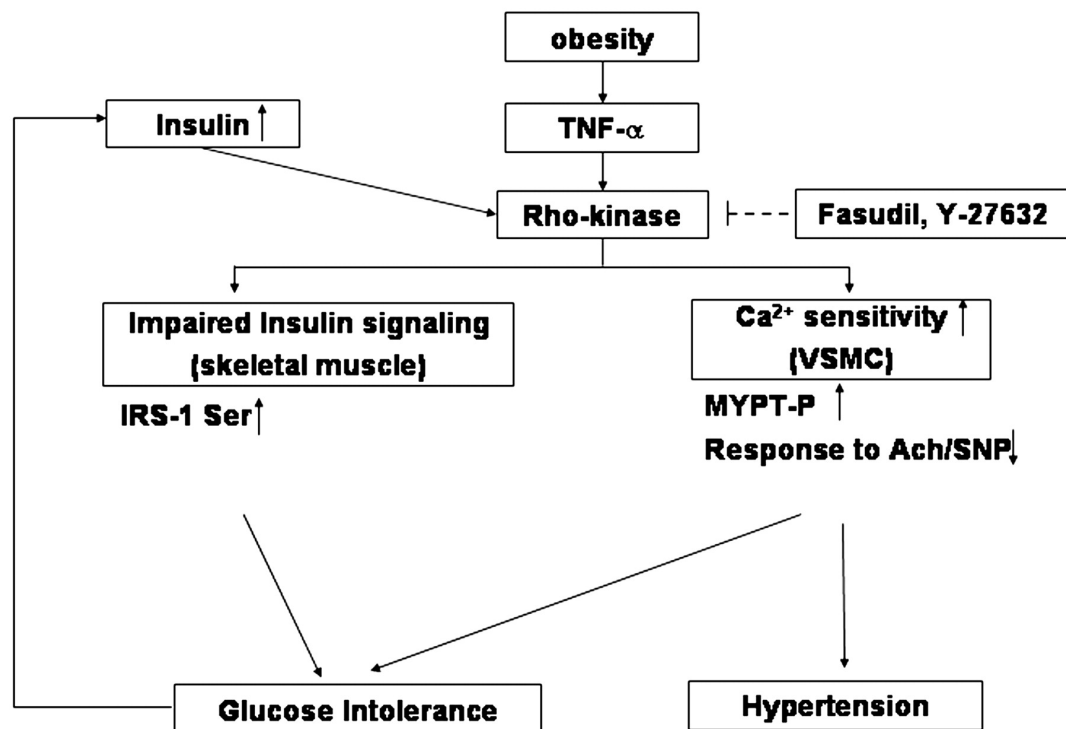 obesity
Insulin
TNF-α
Rho-kinase
Fasudil, Y-27632
Impaired Insulin signaling
(skeletal muscle)
Ca²⁺ sensitivity
(VSMC)
IRS-1 Ser
MYPT-P
Response to Ach/SNP
Glucose Intolerance
Hypertension